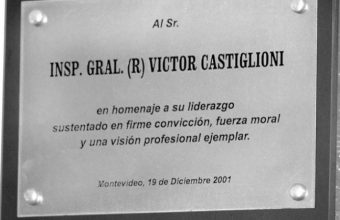 Al Sr.
INSP. GRAL. (R) VICTOR CASTIGLIONI
en homenaje a su liderazgo
sustentado en firme convicción, fuerza moral
y una visión profesional ejemplar.
Montevideo, 19 de Diciembre 2001